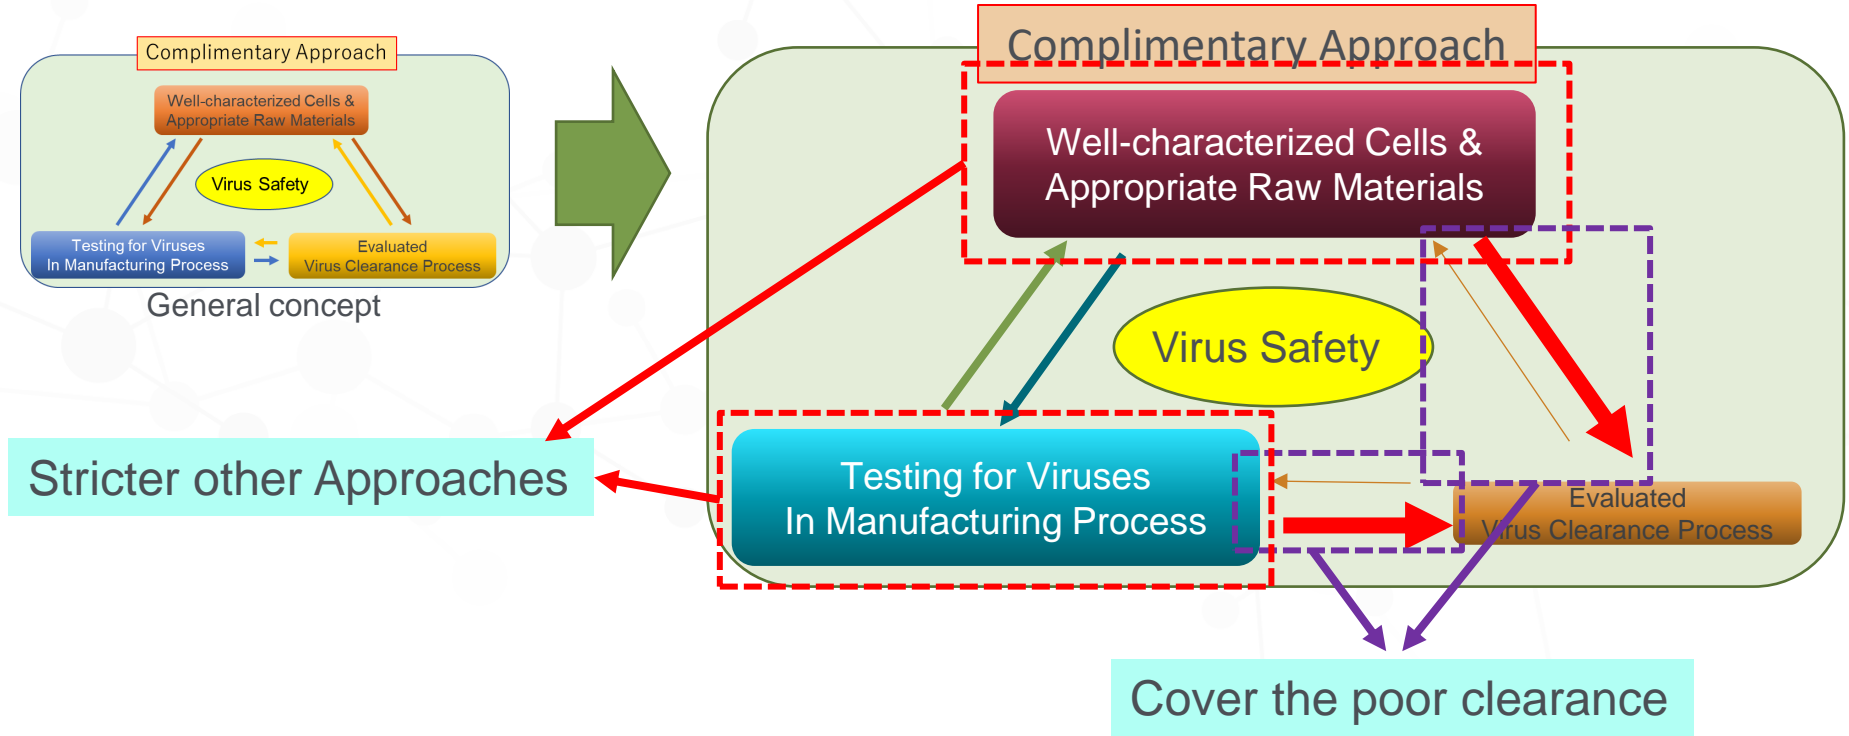 Complimentary Approach
Well-characterized Cells &
Appropriate Raw Materials
Virus Safety
Testing for Viruses
In Manufacturing Process
Evaluated
Virus Clearance Process
General concept
Complimentary Approach
Well-characterized Cells &
Appropriate Raw Materials
Virus Safety
Stricter other Approaches
Testing for Viruses
In Manufacturing Process
Evaluated
Virus Clearance Process
Cover the poor clearance